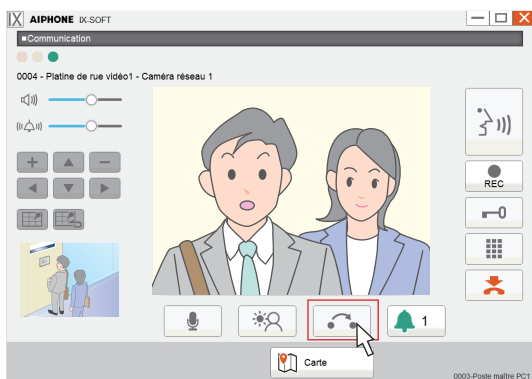 IX AIPHONE IX-SOFT
■Communication
0004 - Platine de rue vidéo1 - Caméra réseau 1
REC
1
Carte
0003-Poste maître PC1